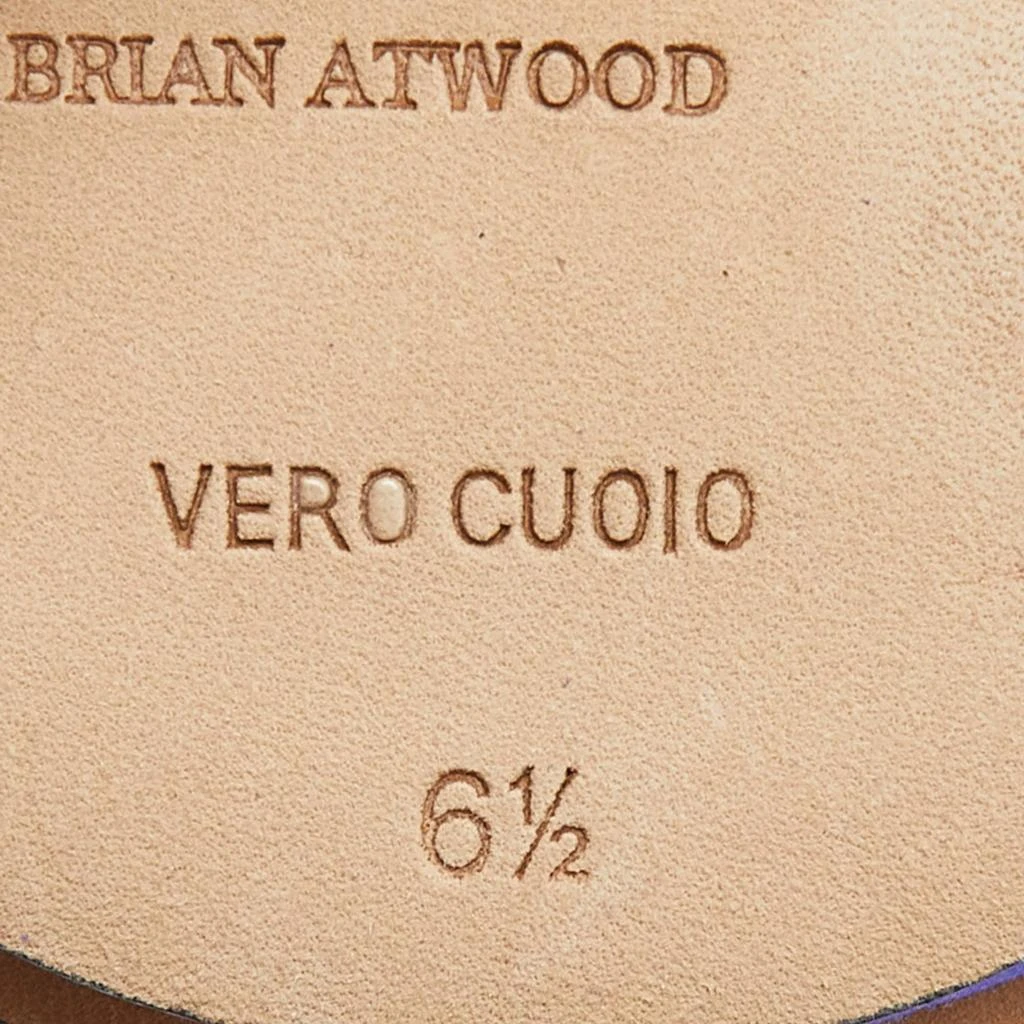 BRIAN ATWOOD
VERO CUOIO
6½